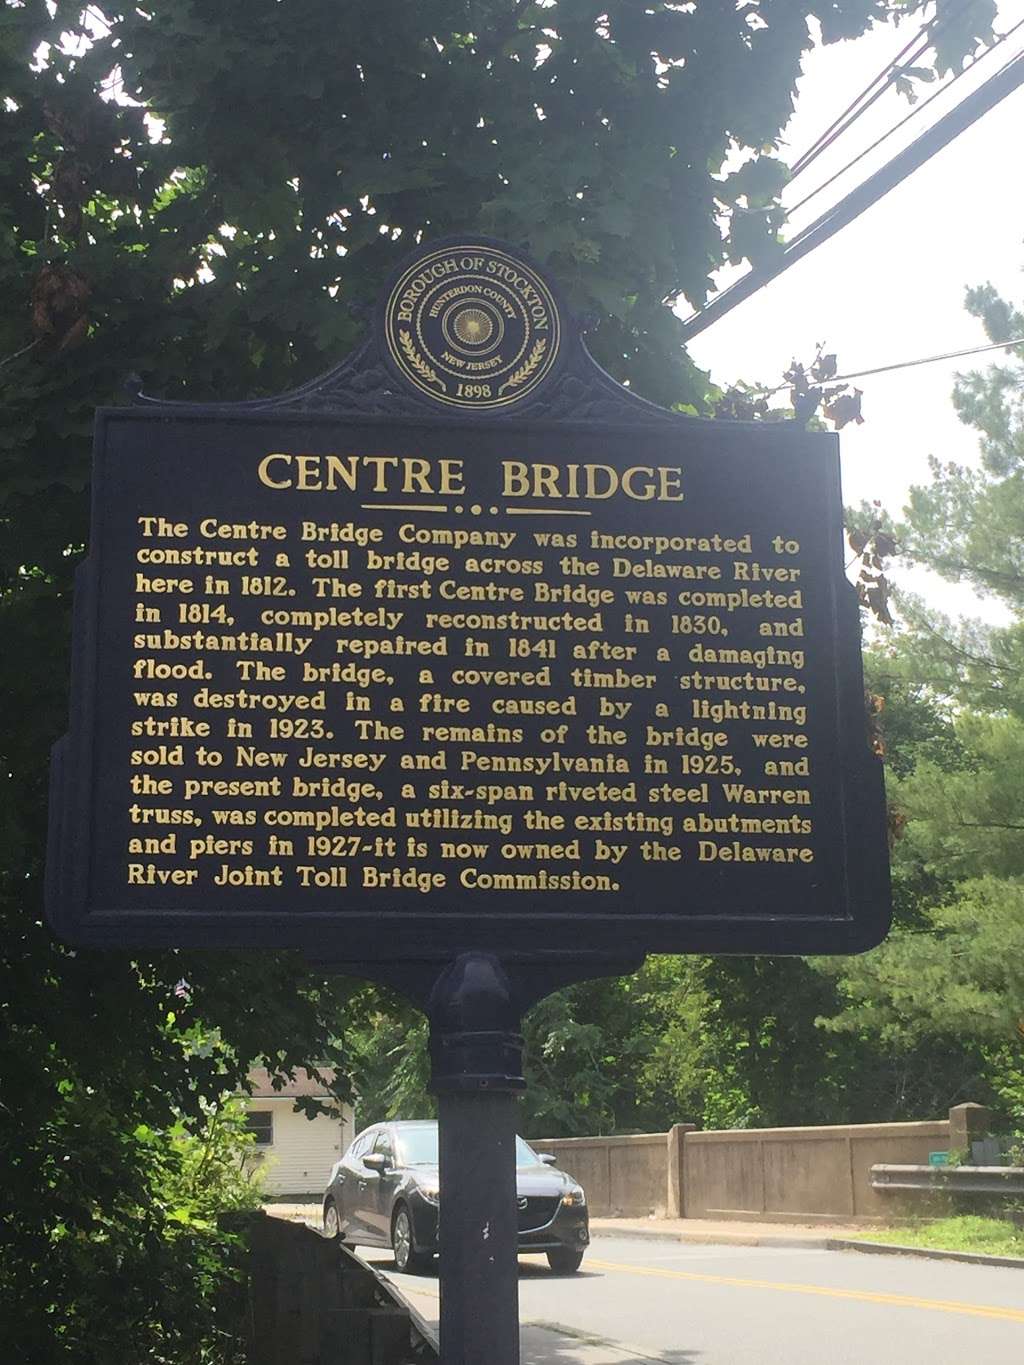 BOROUGH OF STOCKTON
HUNTERDON COUNTY
NEW JERSEY
1898
CENTRE BRIDGE
The Centre Bridge Company was incorporated to
construct a toll bridge across the Delaware River
here in 1812. The first Centre Bridge was completed
in 1814, completely reconstructed in 1830, and
substantially repaired in 1841 after a damaging
flood. The bridge, a covered timber structure,
was destroyed in a fire caused by a lightning
strike in 1923. The remains of the bridge were
sold to New Jersey and Pennsylvania in 1925, and
the present bridge, a six-span riveted steel Warren
truss, was completed utilizing the existing abutments
and piers in 1927-it is now owned by the Delaware
River Joint Toll Bridge Commission.